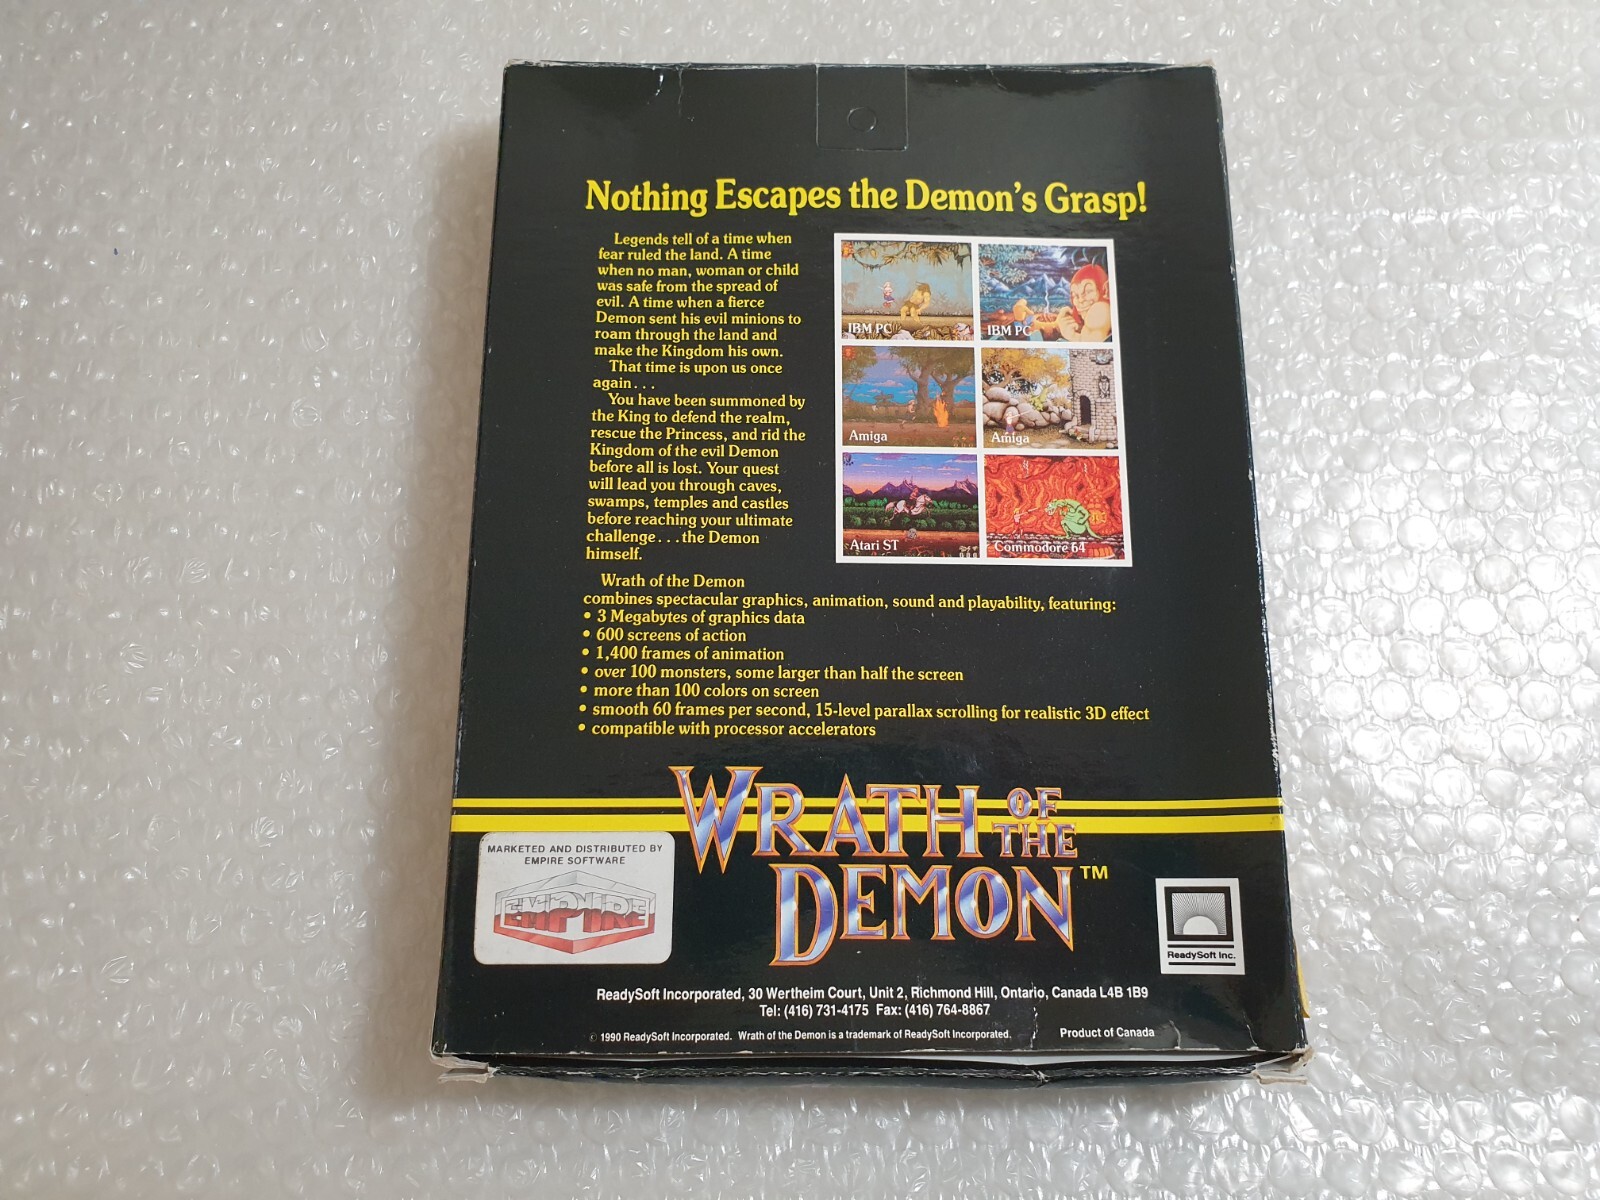 Nothing Escapes the Demon's Grasp!
Legends tell of a time when
fear ruled the land. A time
when no man, woman or child
was safe from the spread of
evil. A time when a fierce
Demon sent his evil minions to
roam through the land and
make the Kingdom his own.
That time is upon us once
again...
You have been summoned by
the King to defend the realm,
rescue the Princess, and rid the
Kingdom of the evil Demon
before all is lost. Your quest
will lead you through caves,
swamps, temples and castles
before reaching your ultimate
challenge...the Demon
himself.
IBM PC
IBM PC
Amiga
Amiga
Atari ST
Commodore 64
Wrath of the Demon
combines spectacular graphics, animation, sound and playability, featuring:
• 3 Megabytes of graphics data
• 600 screens of action
• 1,400 frames of animation
• over 100 monsters, some larger than half the screen
• more than 100 colors on screen
• smooth 60 frames per second, 15-level parallax scrolling for realistic 3D effect
• compatible with processor accelerators
WRATH OF THE
DEMON™
MARKETED AND DISTRIBUTED BY
EMPIRE SOFTWARE
EMPIRE
ReadySoft Inc.
ReadySoft Incorporated, 30 Wertheim Court, Unit 2, Richmond Hill, Ontario, Canada L4B 1B9
Tel: (416) 731-4175 Fax: (416) 764-8867
© 1990 ReadySoft Incorporated. Wrath of the Demon is a trademark of ReadySoft Incorporated. Product of Canada